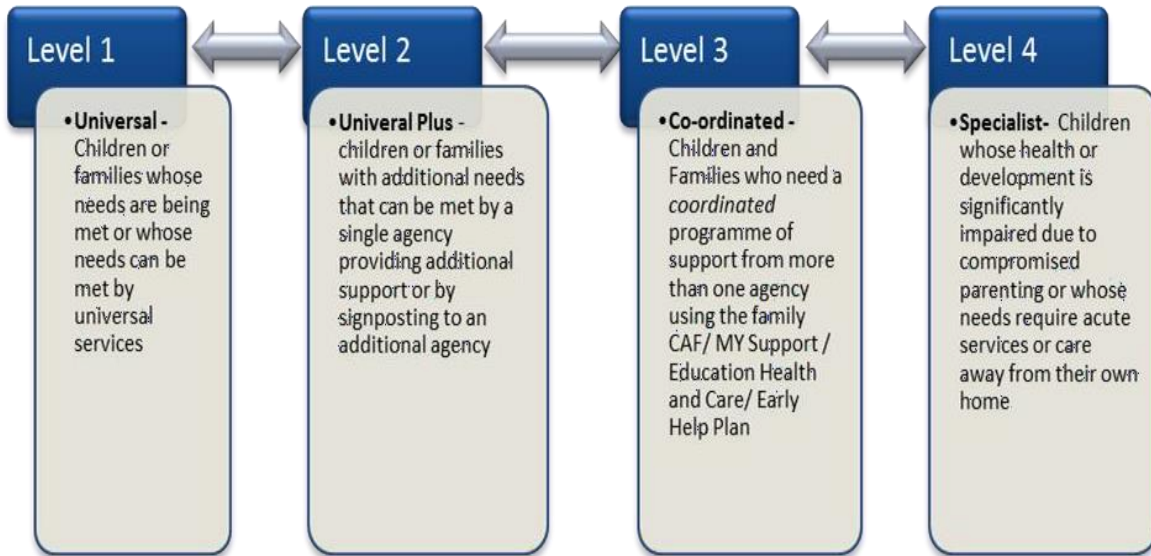 Level 1
•Universal -
Children or
families whose
needs are being
met or whose
needs can be
met by
universal
services
Level 2
•Univeral Plus -
children or families
with additional needs
that can be met by a
single agency
providing additional
support or by
signposting to an
additional agency
Level 3
•Co-ordinated -
Children and
Families who need a
coordinated
programme of
support from more
than one agency
using the family
CAF/ MY Support /
Education Health
and Care/ Early
Help Plan
Level 4
•Specialist- Children
whose health or
development is
significantly
impaired due to
compromised
parenting or whose
needs require acute
services or care
away from their own
home